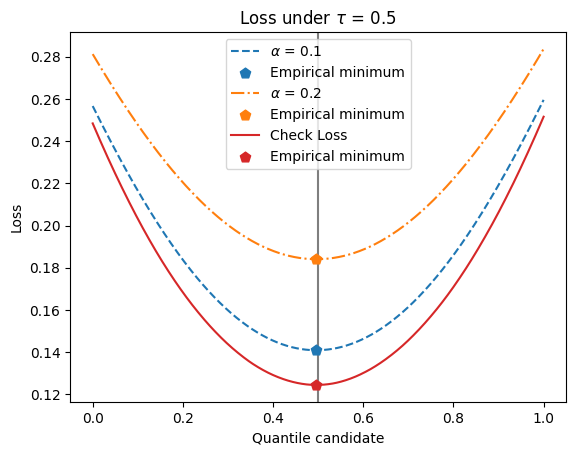 Loss under τ = 0.5
α = 0.1
Empirical minimum
α = 0.2
Empirical minimum
Check Loss
Empirical minimum
Loss
0.28
0.26
0.24
0.22
0.20
0.18
0.16
0.14
0.12
0.0 0.2 0.4 0.6 0.8 1.0
Quantile candidate